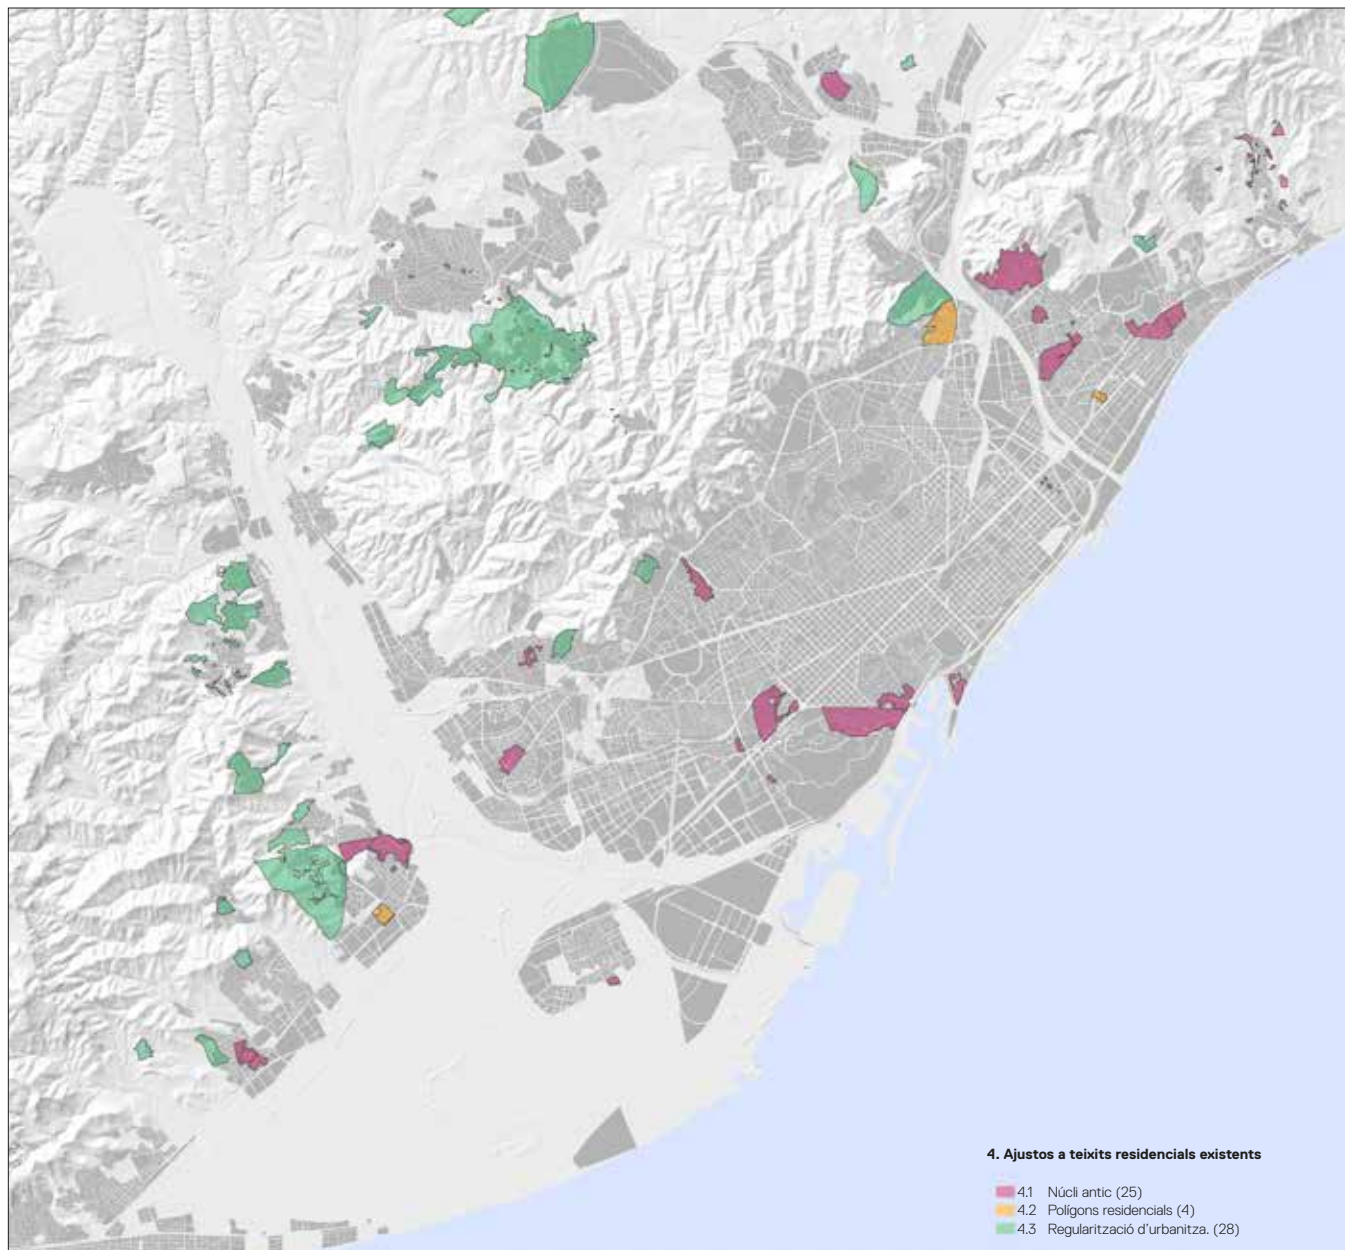 4. Ajustos a teixits residencials existents
4.1 Núcli antic (25)
4.2 Polígons residencials (4)
4.3 Regularització d'urbanitza. (28)